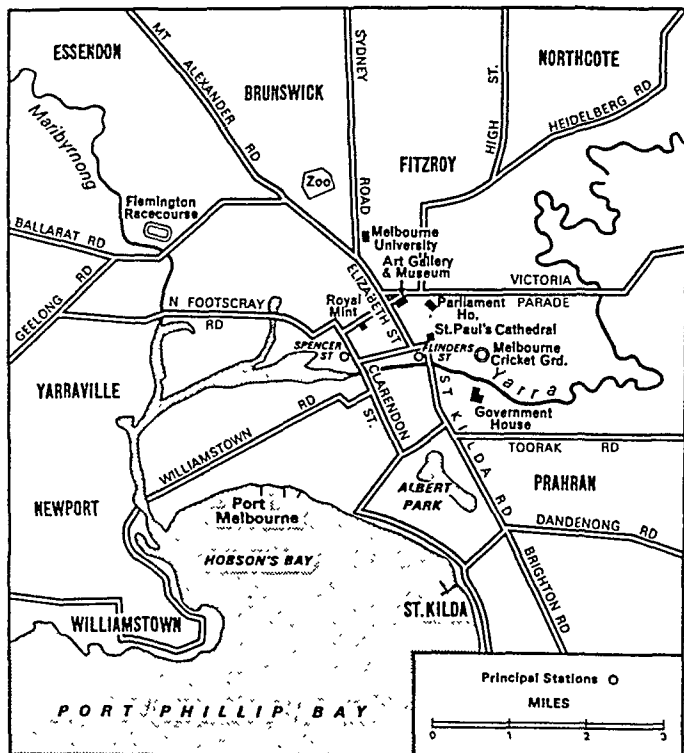 ESSENDON
MT ALEXANDER RD
BRUNSWICK
SYDNEY ROAD
HIGH ST.
NORTHCOTE
HEIDELBERG RD
Maribyrnong
FITZROY
Zoo
Flemington
Racecourse
BALLARAT RD
GEELONG RD
Melbourne
University
Art Gallery
& Museum
VICTORIA
PARADE
ELIZABETH ST
N FOOTSCRAY
RD
Royal
Mint
Parliament
Ho.
St.Paul's Cathedral
SPENCER
ST
FLINDERS
ST
Melbourne
Cricket Grd.
Yarra
YARRAVILLE
CLARENDON
ST.
ST KILDA RD
Government
House
WILLIAMSTOWN RD
TOORAK RD
ALBERT
PARK
PRAHRAN
NEWPORT
Port
Melbourne
DANDENONG RD
HOBSON'S BAY
BRIGHTON RD
ST.KILDA
WILLIAMSTOWN
PORT PHILLIP BAY
Principal Stations
MILES
0 1 2 3